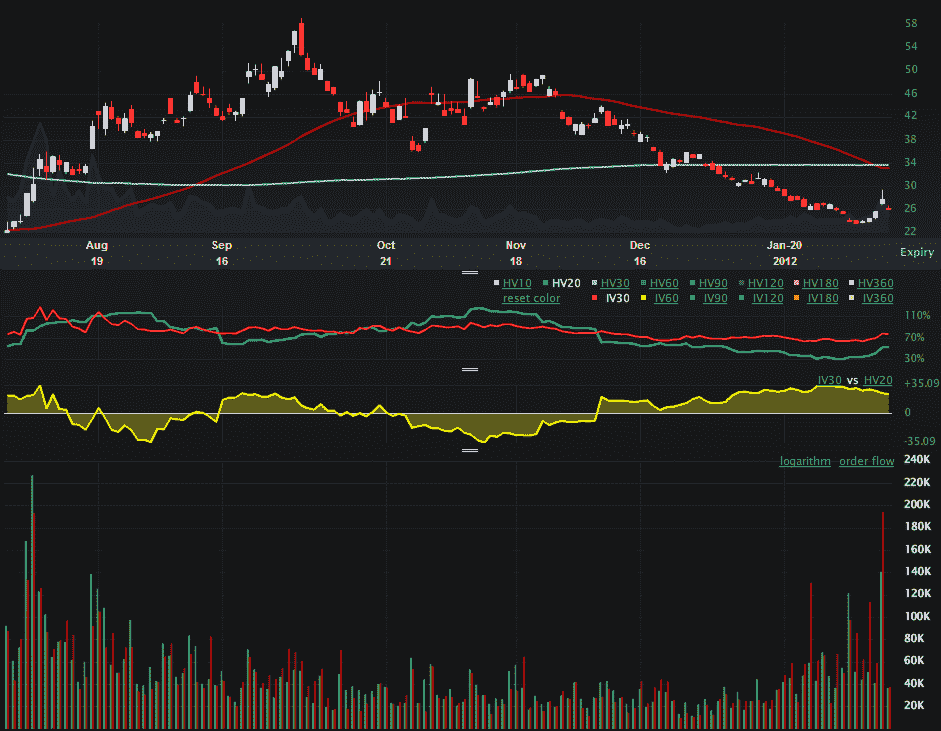 58
54
50
46
42
38
34
30
26
22
Aug Sep Oct Nov Dec Jan-20
19 16 21 18 16 2012
Expiry
HV10 HV20 HV30 HV60 HV90 HV120 HV180 HV360
reset color IV30 IV60 IV90 IV120 IV180 IV360
110%
70%
30%
IV30 vs HV20
+35.09
0
-35.09
logarithm order flow
240K
220K
200K
180K
160K
140K
120K
100K
80K
60K
40K
20K